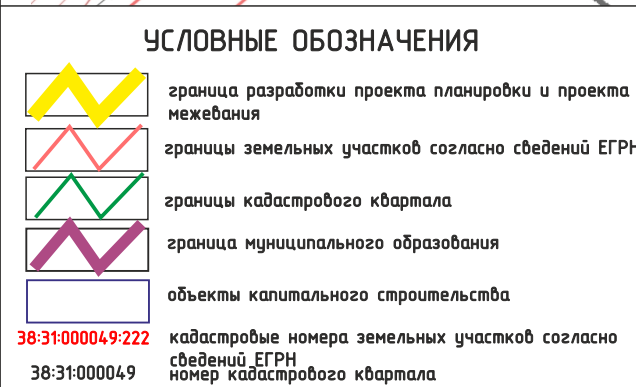 УСЛОВНЫЕ ОБОЗНАЧЕНИЯ
граница разработки проекта планировки и проекта
межевания
границы земельных участков согласно сведений ЕГРН
границы кадастрового квартала
граница муниципального образования
объекты капитального строительства
38:31:000049:222 кадастровые номера земельных участков согласно
сведений ЕГРН
38:31:000049 номер кадастрового квартала